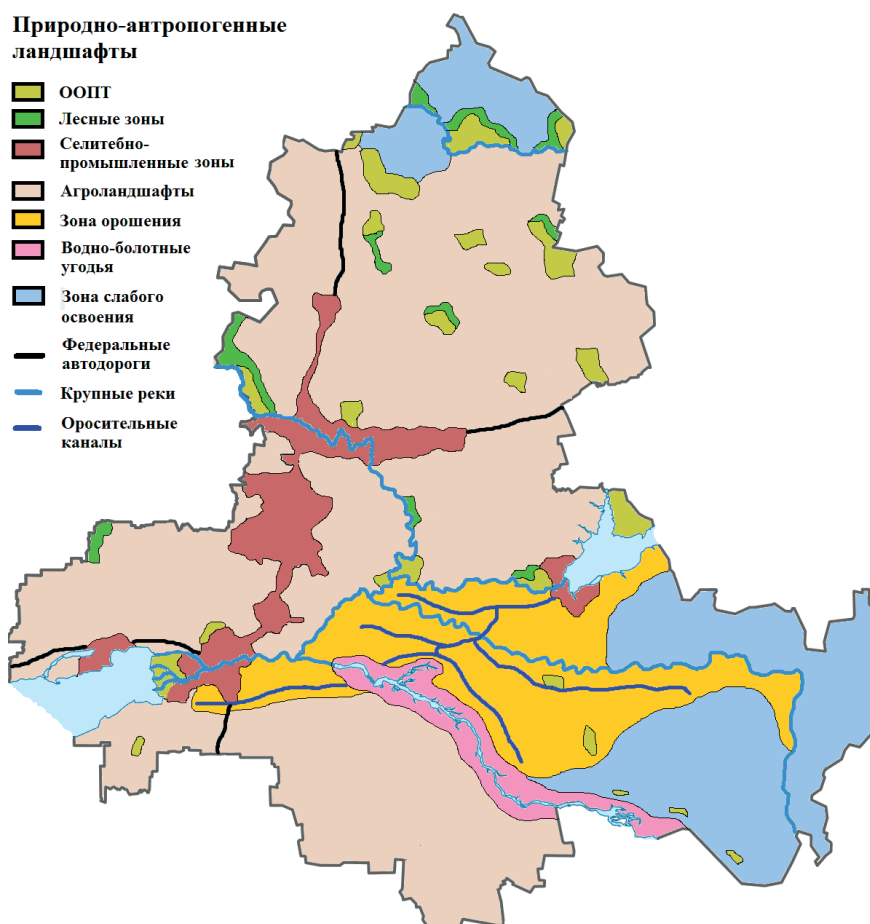 Природно-антропогенные
ландшафты
ООПТ
Лесные зоны
Селитебно-
промышленные зоны
Агроландшафты
Зона орошения
Водно-болотные
угодья
Зона слабого
освоения
Федеральные
автодороги
Крупные реки
Оросительные
каналы